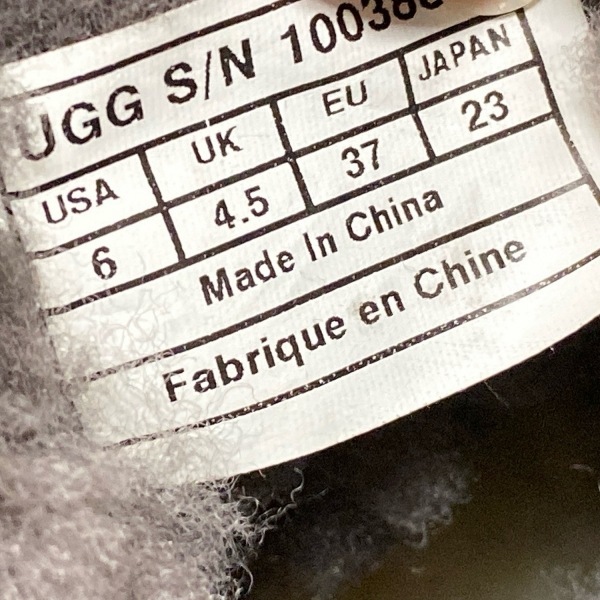 UGG S/N
USA UK EU JAPAN
6 4.5 37 23
Made In China
Fabrique en Chine